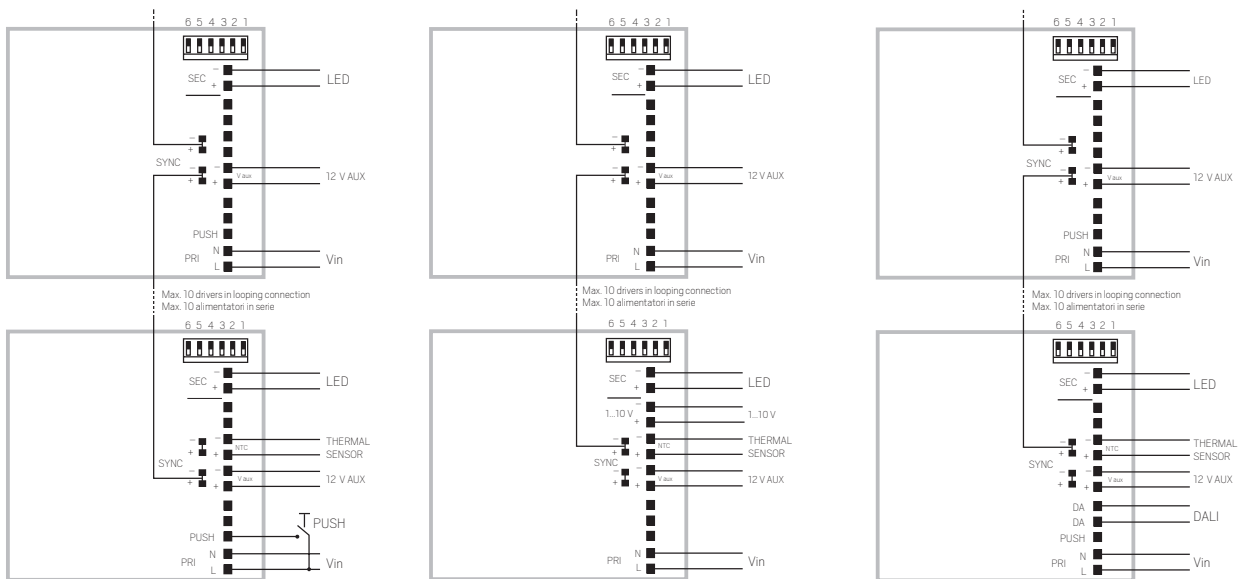 6 5 4 3 2 1
−
SEC
+
LED
−
+
SYNC
−
+
−
V aux
+
12 V AUX
PUSH
N
PRI
L
Vin
Max. 10 drivers in looping connection
Max. 10 alimentatori in serie
6 5 4 3 2 1
−
SEC
+
LED
−
+
SYNC
−
+
−
NTC
+
THERMAL
SENSOR
−
V aux
+
12 V AUX
PUSH
PUSH
N
PRI
L
Vin
6 5 4 3 2 1
−
SEC
+
LED
−
+
−
+
−
V aux
+
12 V AUX
N
PRI
L
Vin
Max. 10 drivers in looping connection
Max. 10 alimentatori in serie
6 5 4 3 2 1
−
SEC
+
LED
−
1...10 V
+
1...10 V
−
+
SYNC
−
+
−
NTC
+
THERMAL
SENSOR
−
V aux
+
12 V AUX
N
PRI
L
Vin
6 5 4 3 2 1
−
SEC
+
LED
−
+
SYNC
−
+
−
V aux
+
12 V AUX
PUSH
N
PRI
L
Vin
Max. 10 drivers in looping connection
Max. 10 alimentatori in serie
6 5 4 3 2 1
−
SEC
+
LED
−
+
SYNC
−
+
−
NTC
+
THERMAL
SENSOR
−
V aux
+
12 V AUX
DA
DA
DALI
PUSH
N
PRI
L
Vin